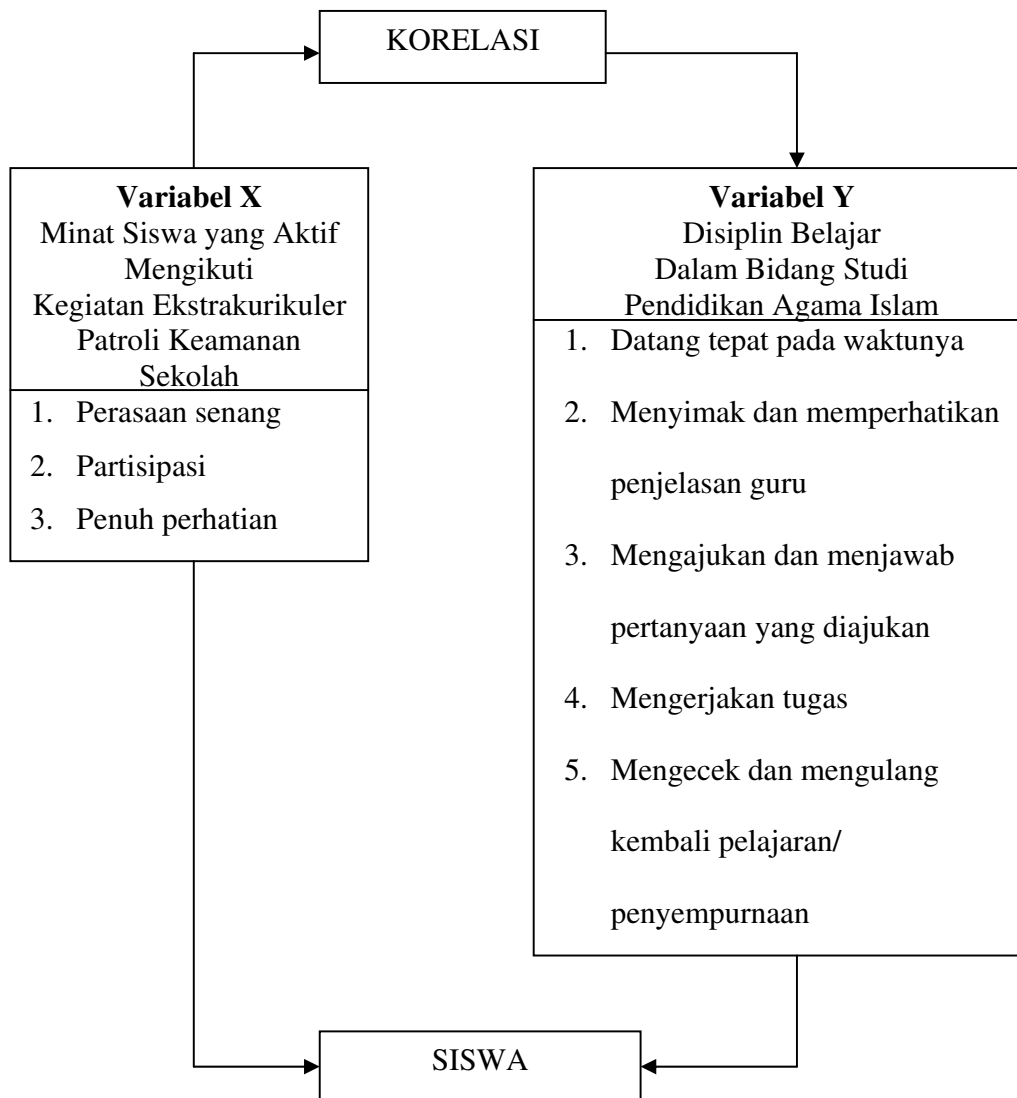 KORELASI
Variabel X
Minat Siswa yang Aktif
Mengikuti
Kegiatan Ekstrakurikuler
Patroli Keamanan
Sekolah
1. Perasaan senang
2. Partisipasi
3. Penuh perhatian
Variabel Y
Disiplin Belajar
Dalam Bidang Studi
Pendidikan Agama Islam
1. Datang tepat pada waktunya
2. Menyimak dan memperhatikan
penjelasan guru
3. Mengajukan dan menjawab
pertanyaan yang diajukan
4. Mengerjakan tugas
5. Mengecek dan mengulang
kembali pelajaran/
penyempurnaan
SISWA